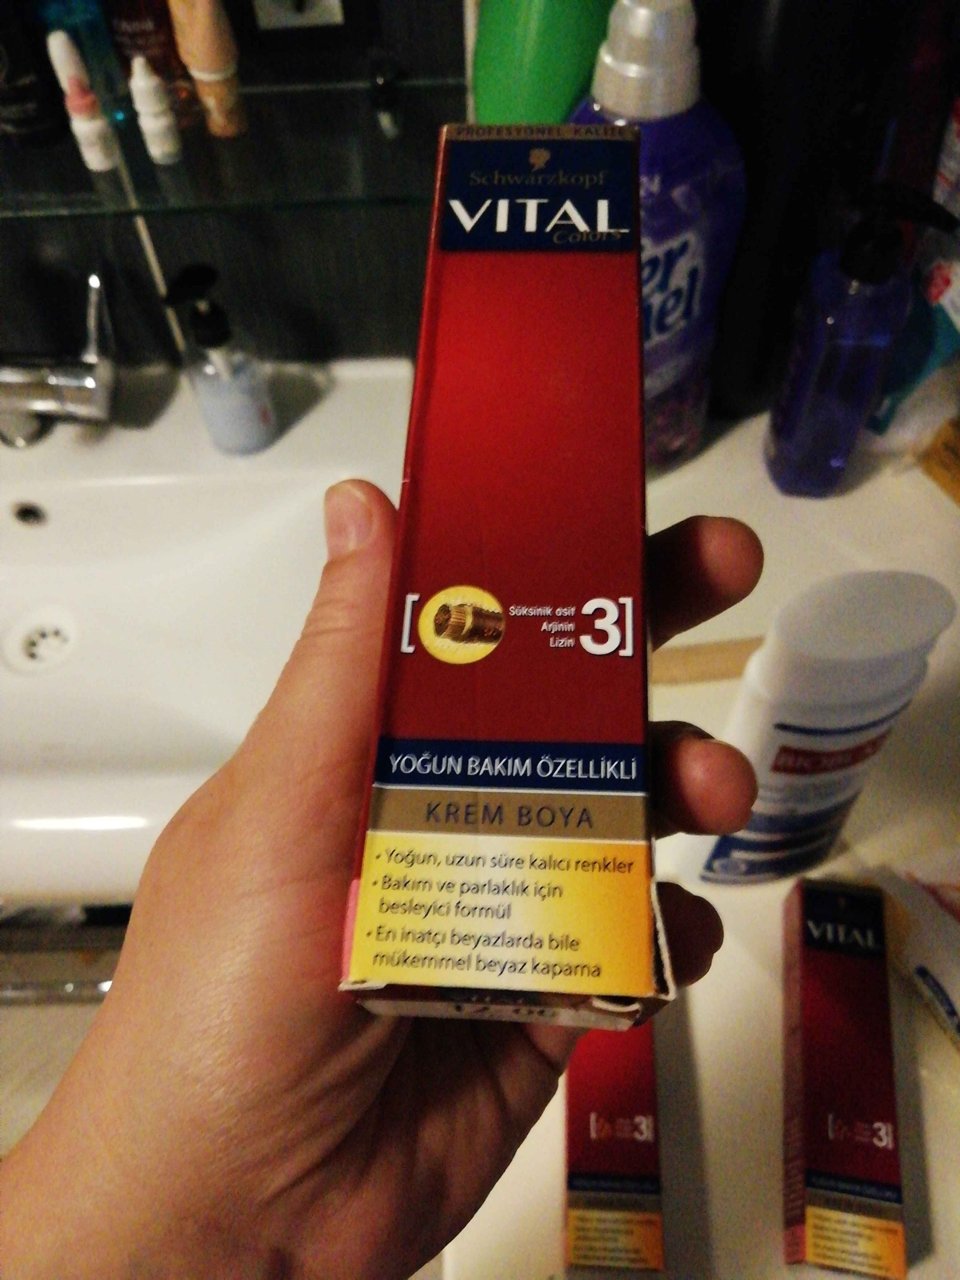 PROFESYONEL KALİTE
Schwarzkopf
VITAL
Colors
Süksinik asit
Arjinin
Lizin
[ 3]
YOĞUN BAKIM ÖZELLİKLİ
KREM BOYA
• Yoğun, uzun süre kalıcı renkler
• Bakım ve parlaklık için
besleyici formül
• En inatçı beyazlarda bile
mükemmel beyaz kapama
VITAL
[ 3]
[ 3]